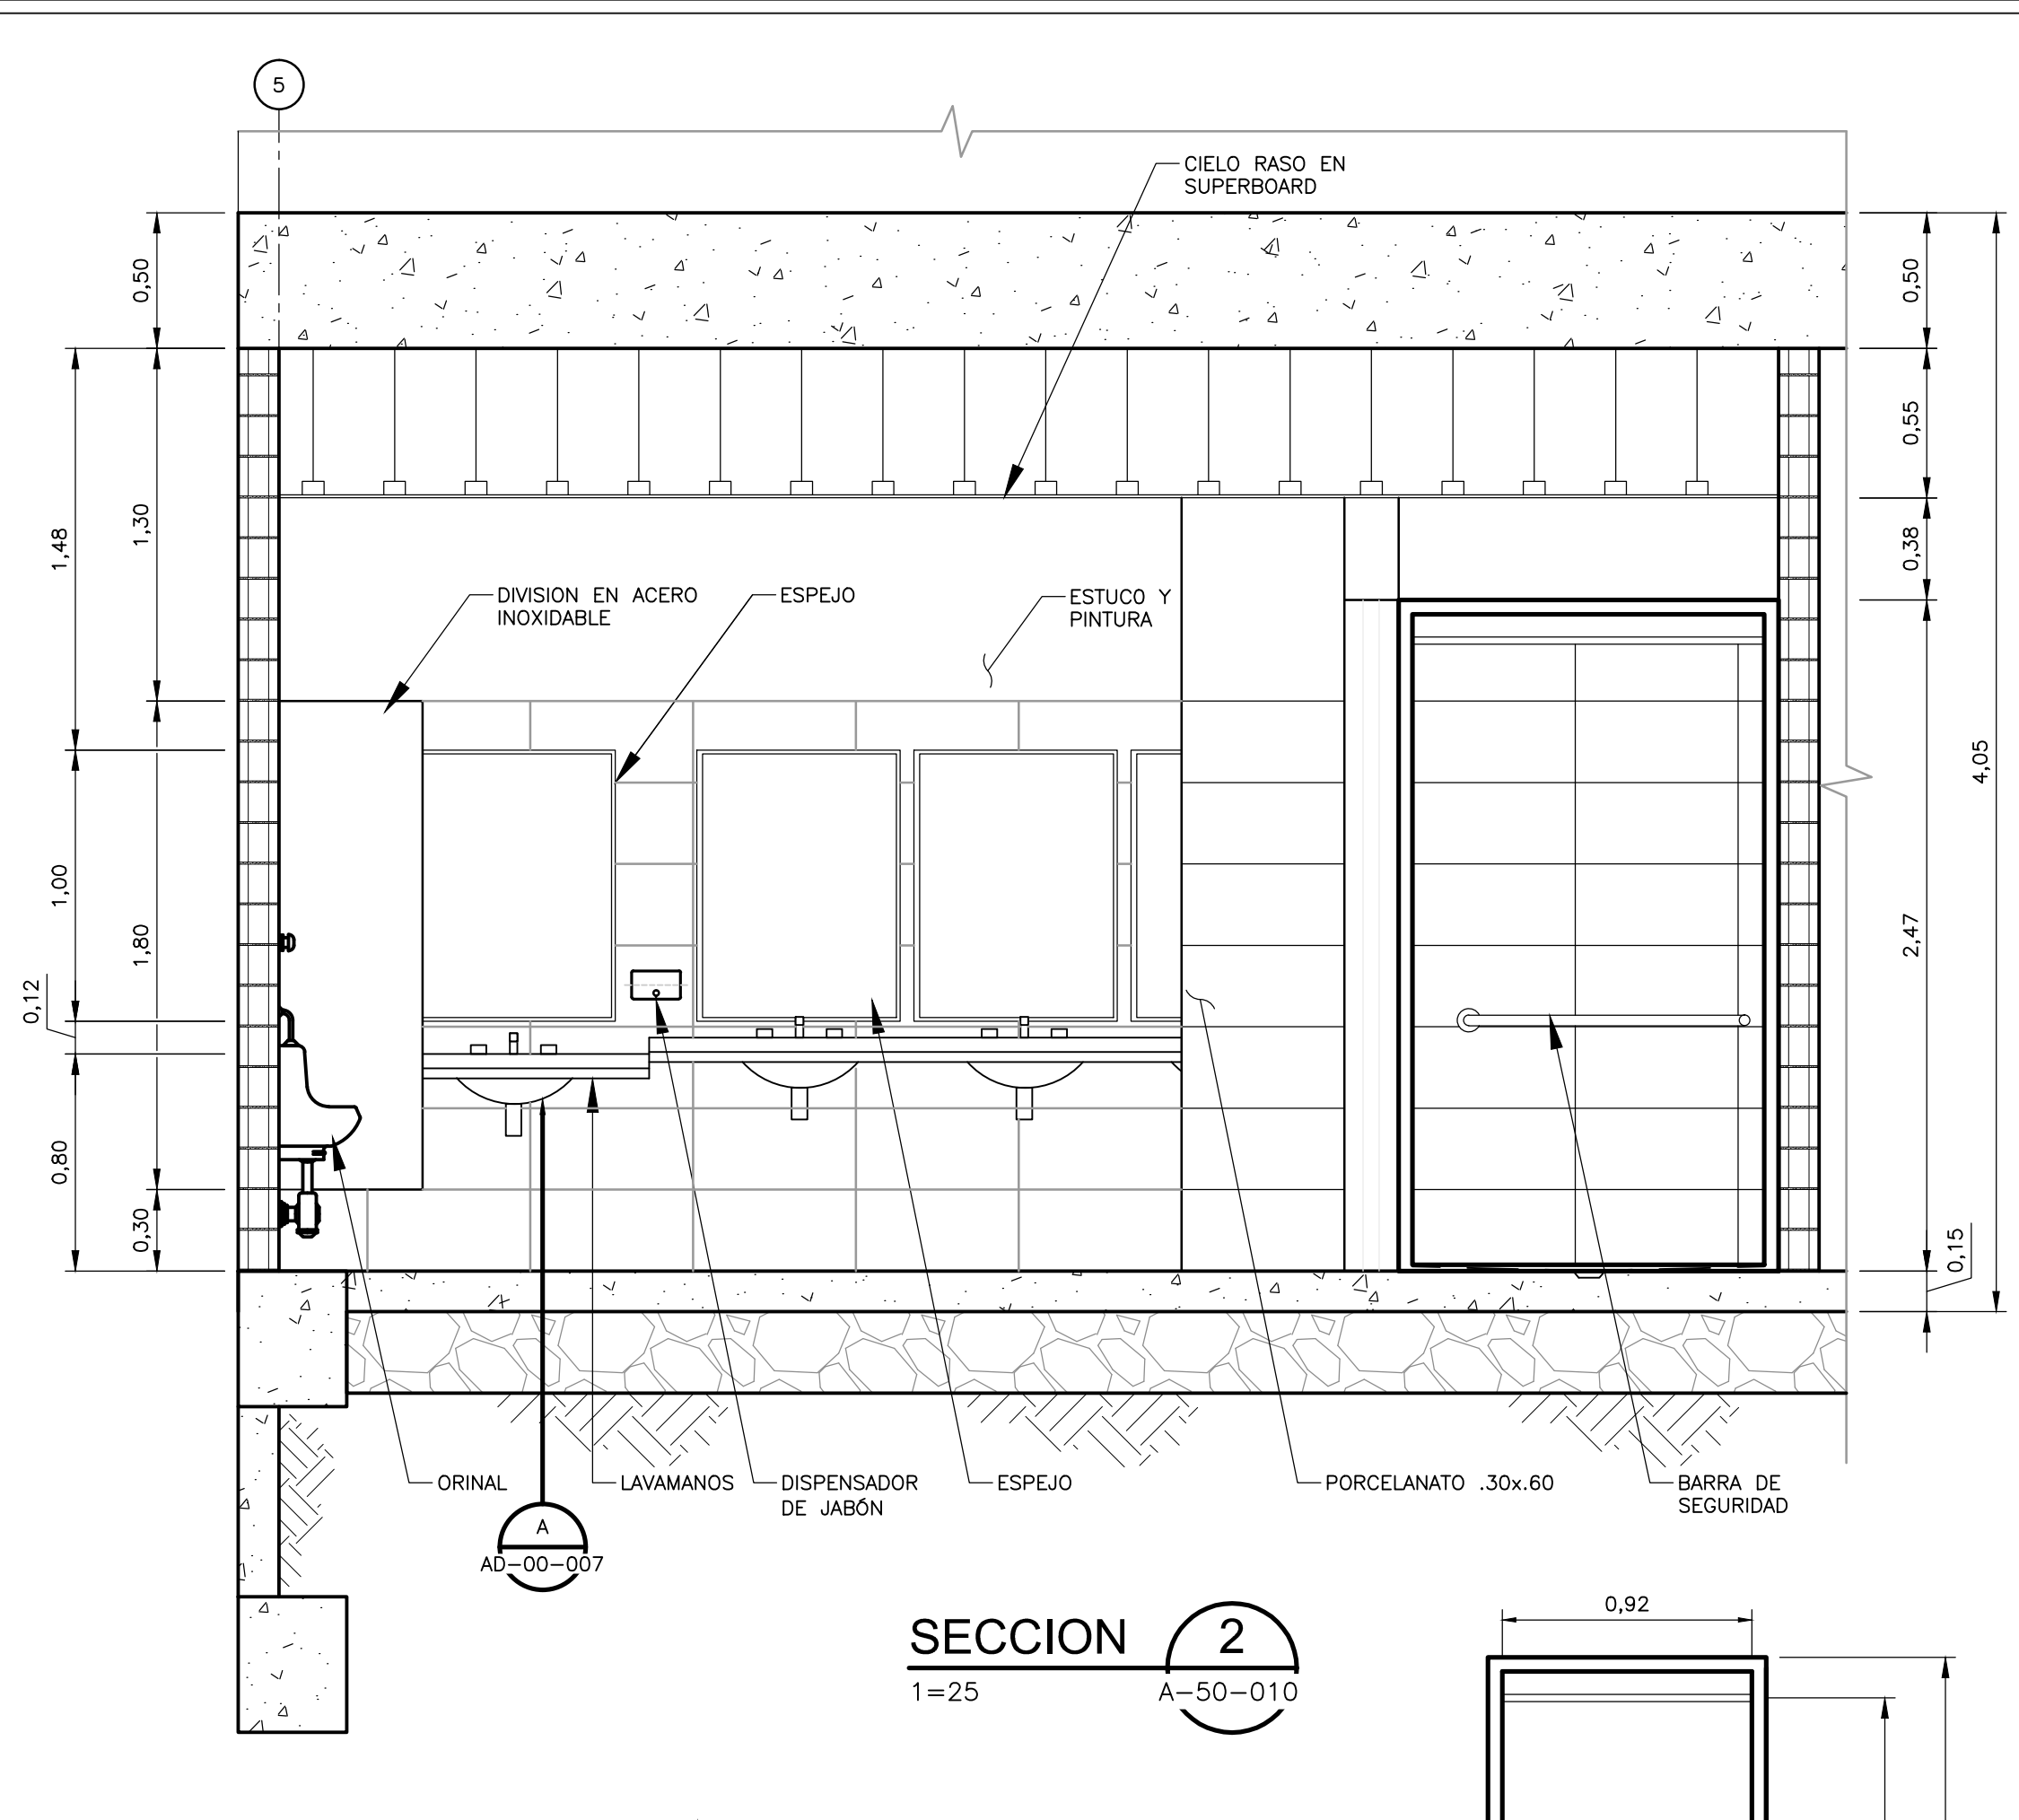 5
CIELO RASO EN
SUPERBOARD
0,50
0,50
0,55
1,30
1,48
0,38
DIVISION EN ACERO
INOXIDABLE
ESPEJO
ESTUCO Y
PINTURA
4,05
1,00
1,80
2,47
0,12
0,80
0,30
0,15
ORINAL
LAVAMANOS
DISPENSADOR
DE JABÓN
ESPEJO
PORCELANATO .30x.60
BARRA DE
SEGURIDAD
A
AD-00-007
0,92
SECCION
2
1=25
A-50-010